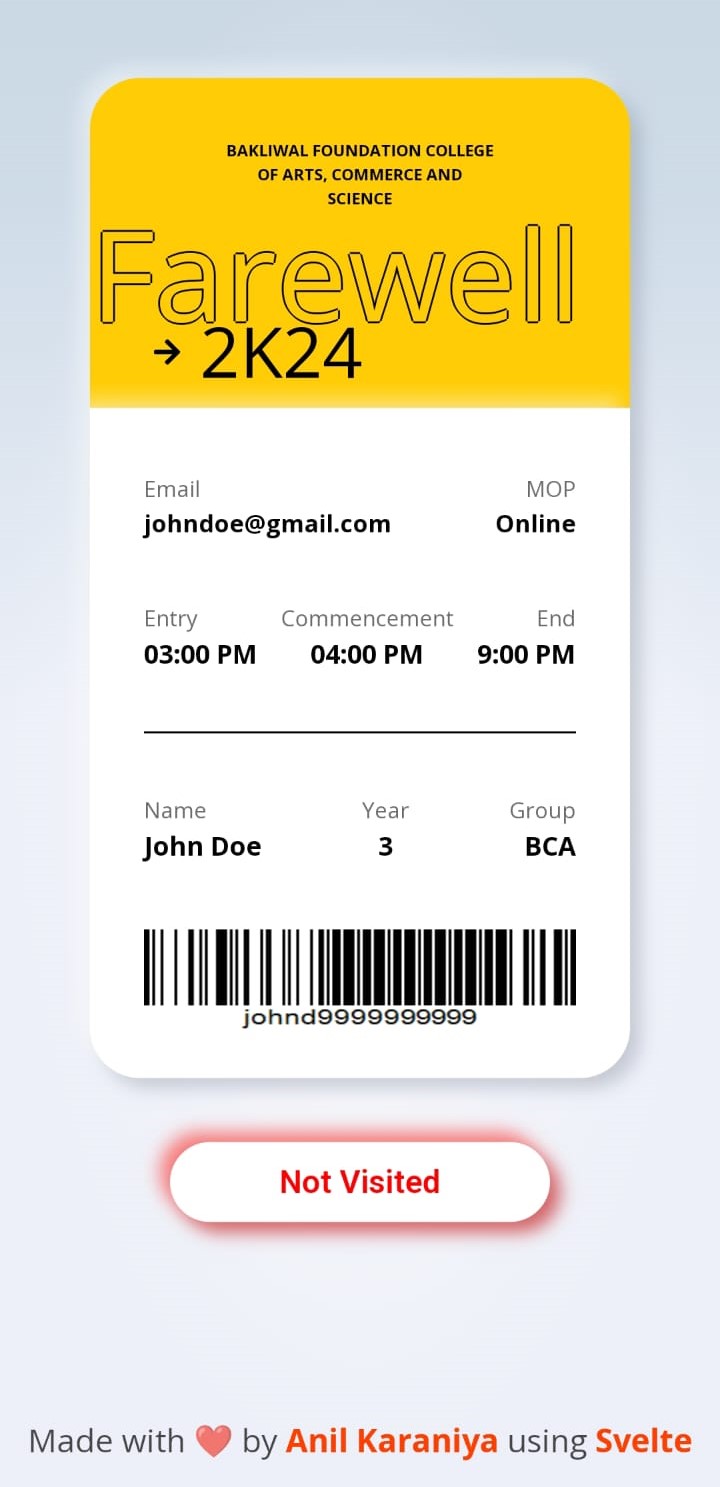 BAKLIWAL FOUNDATION COLLEGE
OF ARTS, COMMERCE AND
SCIENCE
Farewell
→ 2K24
Email MOP
johndoe@gmail.com Online
Entry Commencement End
03:00 PM 04:00 PM 9:00 PM
Name Year Group
John Doe 3 BCA
johnd9999999999
Not Visited
Made with ❤️ by Anil Karaniya using Svelte